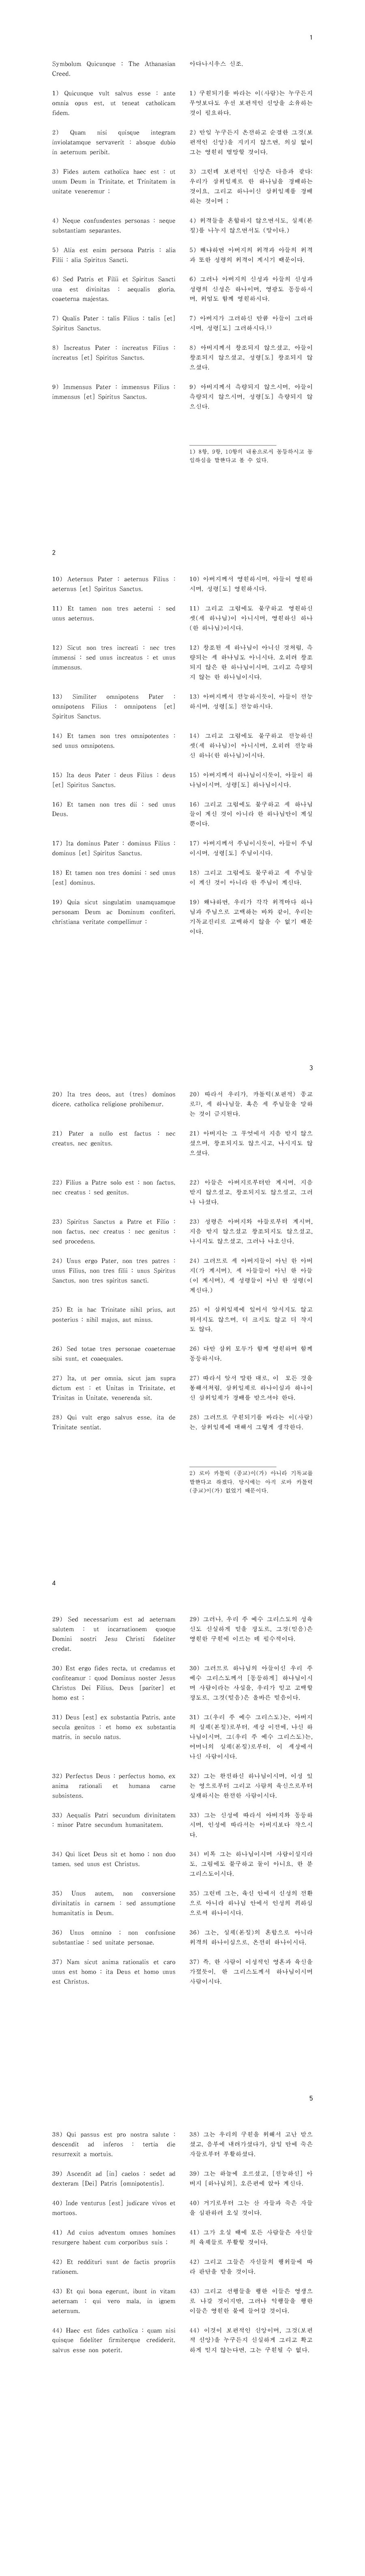 1
Symbolum Quicunque : The Athanasian
Creed.
아다나시우스 신조.
1) Quicunque vult salvus esse : ante
omnia opus est, ut teneat catholicam
fidem.
1) 구원되기를 바라는 이(사람)는 누구든지
무엇보다도 우선 보편적인 신앙을 소유하는
것이 필요하다.
2) Quam nisi quisque integram
inviolatamque servaverit : absque dubio
in aeternum peribit.
2) 만일 누구든지 온전하고 순결한 그것(보
편적인 신앙)을 지키지 않으면, 의심 없이
그는 영원히 멸망할 것이다.
3) Fides autem catholica haec est : ut
unum Deum in Trinitate, et Trinitatem in
unitate veneremur ;
3) 그런데 보편적인 신앙은 다음과 같다:
우리가 삼위일체로 한 하나님을 경배하는
것이요, 그리고 하나이신 삼위일체를 경배
하는 것이며 ;
4) Neque confundentes personas : neque
substantiam separantes.
4) 위격들을 혼합하지 않으면서도, 실체(본
질)를 나누지 않으면서도 (말이다.)
5) Alia est enim persona Patris : alia
Filii : alia Spiritus Sancti.
5) 왜냐하면 아버지의 위격과 아들의 위격
과 또한 성령의 위격이 계시기 때문이다.
6) Sed Patris et Filii et Spiritus Sancti
una est divinitas : aequalis gloria,
coaeterna majestas.
6) 그러나 아버지의 신성과 아들의 신성과
성령의 신성은 하나이며, 영광도 동등하시
며, 위엄도 함께 영원하시다.
7) Qualis Pater : talis Filius : talis [et]
Spiritus Sanctus.
7) 아버지가 그러하신 만큼 아들이 그러하
시며, 성령[도] 그러하시다.1)
8) Increatus Pater : increatus Filius :
increatus [et] Spiritus Sanctus.
8) 아버지께서 창조되지 않으셨고, 아들이
창조되지 않으셨고, 성령[도] 창조되지 않
으셨다.
9) Immensus Pater : immensus Filius :
immensus [et] Spiritus Sanctus.
9) 아버지께서 측량되지 않으시며, 아들이
측량되지 않으시며, 성령[도] 측량되지 않
으신다.
1) 8항, 9항, 10항의 내용으로서 동등하시고 동
일하심을 말한다고 볼 수 있다.
2
10) Aeternus Pater : aeternus Filius :
aeternus [et] Spiritus Sanctus.
10) 아버지께서 영원하시며, 아들이 영원하
시며, 성령[도] 영원하시다.
11) Et tamen non tres aeterni : sed
unus aeternus.
11) 그리고 그럼에도 불구하고 영원하신
셋(세 하나님)이 아니시며, 영원하신 하나
(한 하나님)이시다.
12) Sicut non tres increati : nec tres
immensi : sed unus increatus : et unus
immensus.
12) 창조된 세 하나님이 아니신 것처럼, 측
량되는 세 하나님도 아니시다. 오히려 창조
되지 않은 한 하나님이시며, 그리고 측량되
지 않는 한 하나님이시다.
13) Similiter omnipotens Pater :
omnipotens Filius : omnipotens [et]
Spiritus Sanctus.
13) 아버지께서 전능하시듯이, 아들이 전능
하시며, 성령[도] 전능하시다.
14) Et tamen non tres omnipotentes :
sed unus omnipotens.
14) 그리고 그럼에도 불구하고 전능하신
셋(세 하나님)이 아니시며, 오히려 전능하
신 하나(한 하나님)이시다.
15) Ita deus Pater : deus Filius : deus
[et] Spiritus Sanctus.
15) 아버지께서 하나님이시듯이, 아들이 하
나님이시며, 성령[도] 하나님이시다.
16) Et tamen non tres dii : sed unus
Deus.
16) 그리고 그럼에도 불구하고 세 하나님
들이 계신 것이 아니라 한 하나님만이 계실
뿐이다.
17) Ita dominus Pater : dominus Filius :
dominus [et] Spiritus Sanctus.
17) 아버지께서 주님이시듯이, 아들이 주님
이시며, 성령[도] 주님이시다.
18) Et tamen non tres domini : sed unus
[est] dominus.
18) 그리고 그럼에도 불구하고 세 주님들
이 계신 것이 아니라 한 주님이 계신다.
19) Quia sicut singulatim unamquamque
personam Deum ac Dominum confiteri,
christiana veritate compellimur :
19) 왜냐하면, 우리가 각각 위격마다 하나
님과 주님으로 고백하는 바와 같이, 우리는
기독교진리로 고백하지 않을 수 없기 때문
이다.
3
20) Ita tres deos, aut (tres) dominos
dicere, catholica religione prohibemur.
20) 따라서 우리가, 카톨릭(보편적) 종교
로2), 세 하나님들, 혹은 세 주님들을 말하
는 것이 금지된다.
21) Pater a nullo est factus : nec
creatus, nec genitus.
21) 아버지는 그 무엇에서 지음 받지 않으
셨으며, 창조되지도 않으시고, 나시지도 않
으셨다.
22) Filius a Patre solo est : non factus,
nec creatus : sed genitus.
22) 아들은 아버지로부터만 계시며, 지음
받지 않으셨고, 창조되지도 않으셨고, 그러
나 나셨다.
23) Spiritus Sanctus a Patre et Filio :
non factus, nec creatus : nec genitus :
sed procedens.
23) 성령은 아버지와 아들로부터 계시며,
지음 받지 않으셨고 창조되지도 않으셨고,
나시지도 않으셨고, 그러나 나오신다.
24) Unus ergo Pater, non tres patres :
unus Filius, non tres filii : unus Spiritus
Sanctus, non tres spiritus sancti.
24) 그러므로 세 아버지들이 아닌 한 아버
지(가 계시며), 세 아들들이 아닌 한 아들
(이 계시며), 세 성령들이 아닌 한 성령(이
계신다.)
25) Et in hac Trinitate nihil prius, aut
posterius : nihil majus, aut minus.
25) 이 삼위일체에 있어서 앞서지도 않고
뒤서지도 않으며, 더 크지도 않고 더 작지
도 않다.
26) Sed totae tres personae coaeternae
sibi sunt, et coaequales.
26) 다만 삼위 모두가 함께 영원하며 함께
동등하시다.
27) Ita, ut per omnia, sicut jam supra
dictum est : et Unitas in Trinitate, et
Trinitas in Unitate, veneranda sit.
27) 따라서 앞서 말한 대로, 이 모든 것을
통해서처럼, 삼위일체로 하나이심과 하나이
신 삼위일체가 경배를 받으셔야 한다.
28) Qui vult ergo salvus esse, ita de
Trinitate sentiat.
28) 그러므로 구원되기를 바라는 이(사람)
는, 삼위일체에 대해서 그렇게 생각한다.
2) 로마 카톨릭 (종교)이(가) 아니라 기독교를
말한다고 하겠다. 당시에는 아직 로마 카톨릭
(종교)이(가) 없었기 때문이다.
4
29) Sed necessarium est ad aeternam
salutem : ut incarnationem quoque
Domini nostri Jesu Christi fideliter
credat.
29) 그러나, 우리 주 예수 그리스도의 성육
신도 신실하게 믿을 정도로, 그것(믿음)은
영원한 구원에 이르는 데 필수적이다.
30) Est ergo fides recta, ut credamus et
confiteamur : quod Dominus noster Jesus
Christus Dei Filius, Deus [pariter] et
homo est ;
30) 그러므로 하나님의 아들이신 우리 주
예수 그리스도께서 [동등하게] 하나님이시
며 사람이라는 사실을, 우리가 믿고 고백할
정도로, 그것(믿음)은 올바른 믿음이다.
31) Deus [est] ex substantia Patris, ante
secula genitus : et homo ex substantia
matris, in seculo natus.
31) 그(우리 주 예수 그리스도)는, 아버지
의 실체(본질)로부터, 세상 이전에, 나신 하
나님이시며, 그(우리 주 예수 그리스도)는,
어머니의 실체(본질)로부터, 이 세상에서
나신 사람이시다.
32) Perfectus Deus : perfectus homo, ex
anima rationali et humana carne
subsistens.
32) 그는 완전하신 하나님이시며, 이성 있
는 영으로부터 그리고 사람의 육신으로부터
실재하시는 완전한 사람이시다.
33) Aequalis Patri secundum divinitatem
: minor Patre secundum humanitatem.
33) 그는 신성에 따라서 아버지와 동등하
시며, 인성에 따라서는 아버지보다 작으시
다.
34) Qui licet Deus sit et homo : non duo
tamen, sed unus est Christus.
34) 비록 그는 하나님이시며 사람이실지라
도, 그럼에도 불구하고 둘이 아니요, 한 분
그리스도이시다.
35) Unus autem, non conversione
divinitatis in carnem : sed assumptione
humanitatis in Deum.
35) 그런데 그는, 육신 안에서 신성의 전환
으로 아니라 하나님 안에서 인성의 취하심
으로써 하나이시다.
36) Unus omnino : non confusione
substantiae : sed unitate personae.
36) 그는, 실체(본질)의 혼합으로 아니라
위격의 하나이심으로, 온전히 하나이시다.
37) Nam sicut anima rationalis et caro
unus est homo : ita Deus et homo unus
est Christus.
37) 즉, 한 사람이 이성적인 영혼과 육신을
가졌듯이, 한 그리스도께서 하나님이시며
사람이시다.
5
38) Qui passus est pro nostra salute :
descendit ad inferos : tertia die
resurrexit a mortuis.
38) 그는 우리의 구원을 위해서 고난 받으
셨고, 음부에 내려가셨다가, 삼일 만에 죽은
자들로부터 부활하셨다.
39) Ascendit ad [in] caelos : sedet ad
dexteram [Dei] Patris [omnipotentis].
39) 그는 하늘에 오르셨고, [전능하신] 아
버지 [하나님의], 오른편에 앉아 계신다.
40) Inde venturus [est] judicare vivos et
mortuos.
40) 거기로부터 그는 산 자들과 죽은 자들
을 심판하러 오실 것이다.
41) Ad cuius adventum omnes homines
resurgere habent cum corporibus suis ;
41) 그가 오실 때에 모든 사람들은 자신들
의 육체들로 부활할 것이다.
42) Et reddituri sunt de factis propriis
rationem.
42) 그리고 그들은 자신들의 행위들에 따
라 판단을 받을 것이다.
43) Et qui bona egerunt, ibunt in vitam
aeternam : qui vero mala, in ignem
aeternum.
43) 그리고 선행들을 행한 이들은 영생으
로 나갈 것이지만, 그러나 악행들을 행한
이들은 영원한 불에 들어갈 것이다.
44) Haec est fides catholica : quam nisi
quisque fideliter firmiterque crediderit,
salvus esse non poterit.
44) 이것이 보편적인 신앙이며, 그것(보편
적 신앙)을 누구든지 신실하게 그리고 확고
하게 믿지 않는다면, 그는 구원될 수 없다.